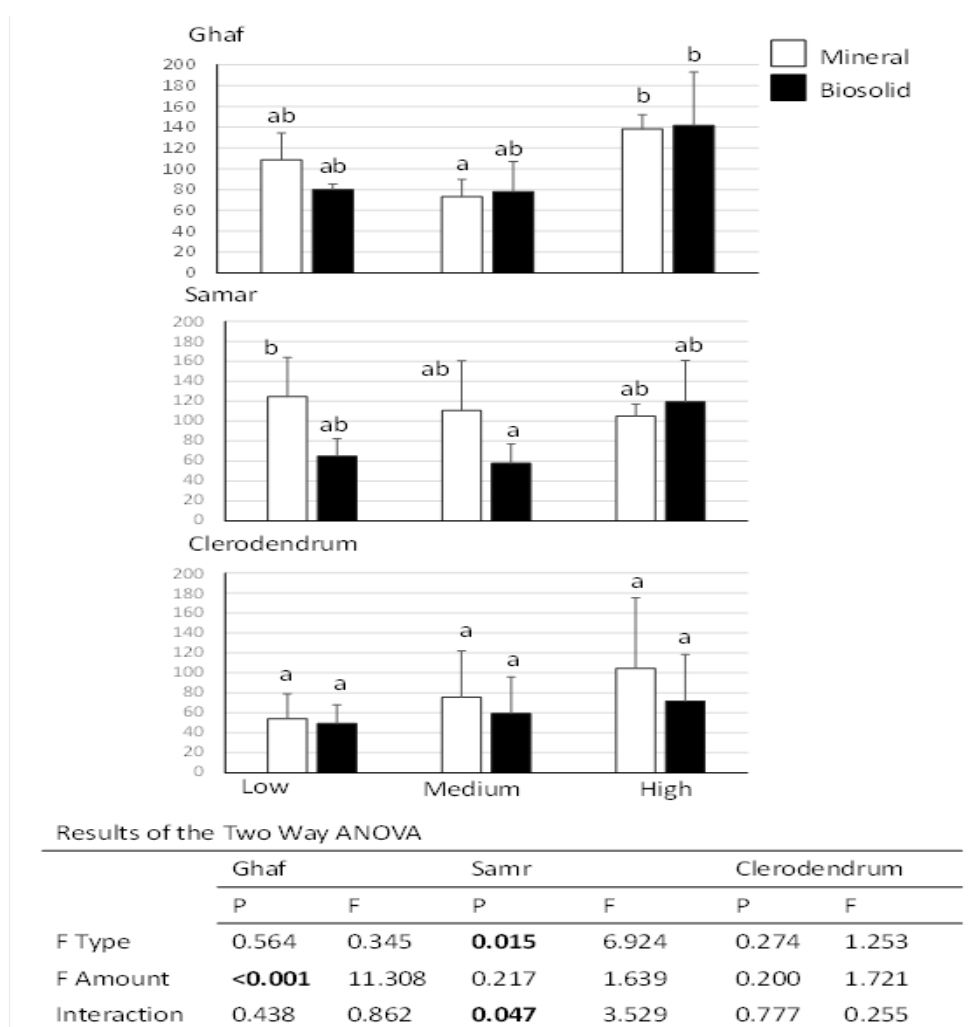 Ghaf
Mineral
Biosolid
200
180
160
140
120
100
80
60
40
20
0
ab
ab
a
ab
b
b
Samar
200
180
160
140
120
100
80
60
40
20
0
b
ab
ab
a
ab
ab
Clerodendrum
200
180
160
140
120
100
80
60
40
20
0
a
a
a
a
a
a
Low Medium High
Results of the Two Way ANOVA
Ghaf Samr Clerodendrum
P F P F P F
F Type 0.564 0.345 0.015 6.924 0.274 1.253
F Amount <0.001 11.308 0.217 1.639 0.200 1.721
Interaction 0.438 0.862 0.047 3.529 0.777 0.255